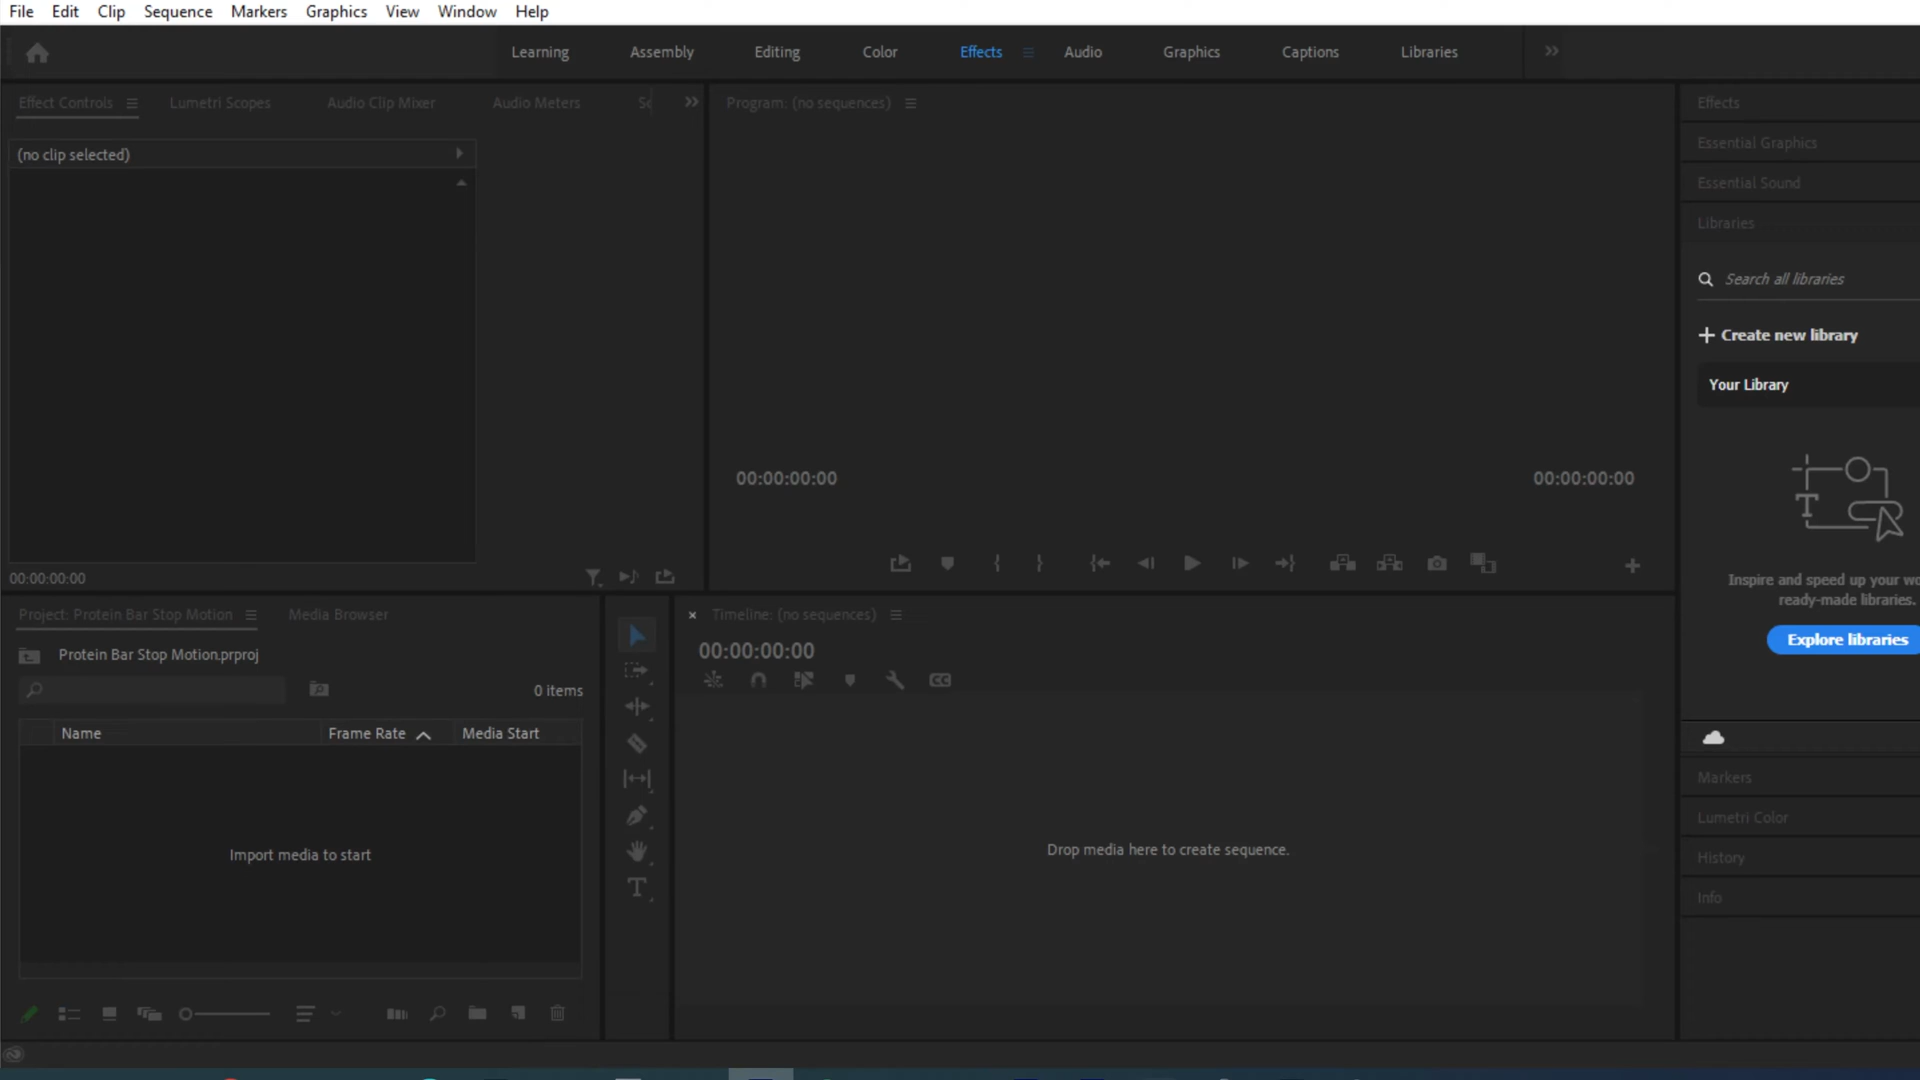 File Edit Clip Sequence Markers Graphics View Window Help
Learning Assembly Editing Color Effects Audio Graphics Captions Libraries
Effect Controls Lumetri Scopes Audio Clip Mixer Audio Meters
Program: (no sequences)
(no clip selected)
00:00:00:00
00:00:00:00 00:00:00:00
Effects
Essential Graphics
Essential Sound
Libraries
Search all libraries
+ Create new library
Your Library
Inspire and speed up your
ready-made libraries.
Explore libraries
Markers
Lumetri Color
History
Info
Project: Protein Bar Stop Motion Media Browser
Protein Bar Stop Motion.prproj
0 items
Name Frame Rate Media Start
Import media to start
Timeline: (no sequences)
00:00:00:00
CC
Drop media here to create sequence.